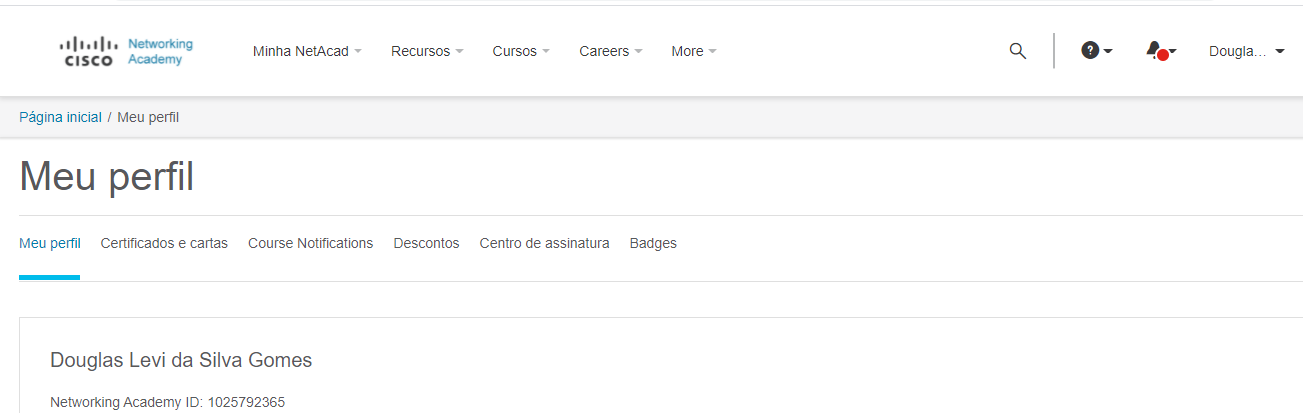 CISCO Networking Academy Minha NetAcad Recursos Cursos Careers More ? Dougla...
Página inicial / Meu perfil
Meu perfil
Meu perfil Certificados e cartas Course Notifications Descontos Centro de assinatura Badges
Douglas Levi da Silva Gomes
Networking Academy ID: 1025792365